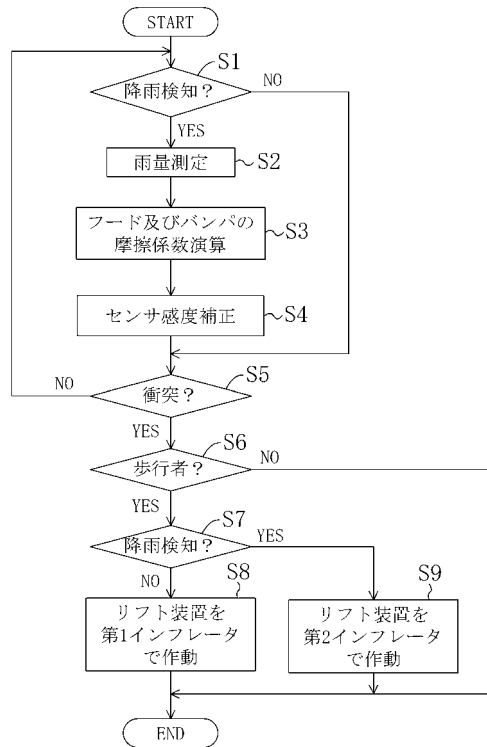 START
S1
降雨検知？
NO
YES
雨量測定
S2
フード及びバンパの
摩擦係数演算
S3
センサ感度補正
S4
S5
NO
衝突？
YES
S6
歩行者？
NO
YES
S7
降雨検知？
YES
NO
S8
S9
リフト装置を
第1インフレータ
で作動
リフト装置を
第2インフレータ
で作動
END